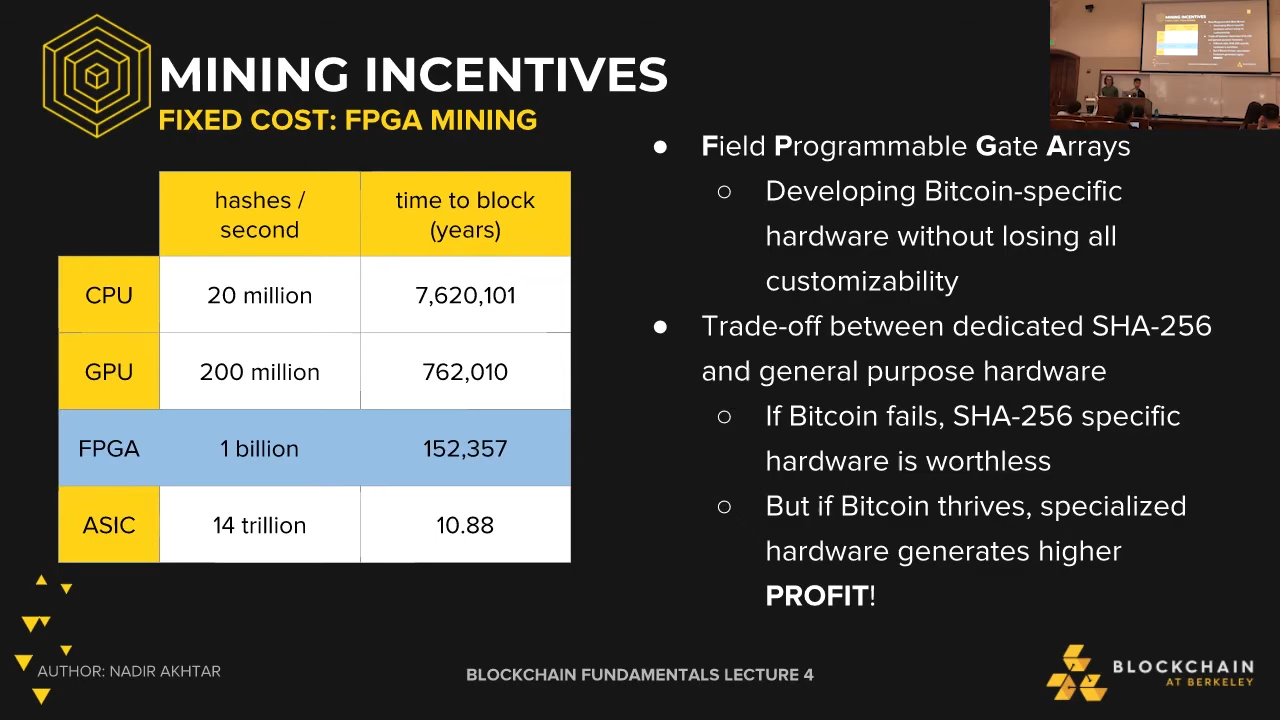 MINING INCENTIVES
FIXED COST: FPGA MINING
hashes /
second
time to block
(years)
CPU
20 million
7,620,101
GPU
200 million
762,010
FPGA
1 billion
152,357
ASIC
14 trillion
10.88
● Field Programmable Gate Arrays
○ Developing Bitcoin-specific
hardware without losing all
customizability
● Trade-off between dedicated SHA-256
and general purpose hardware
○ If Bitcoin fails, SHA-256 specific
hardware is worthless
○ But if Bitcoin thrives, specialized
hardware generates higher
PROFIT!
AUTHOR: NADIR AKHTAR
BLOCKCHAIN FUNDAMENTALS LECTURE 4
BLOCKCHAIN
AT BERKELEY
MINING INCENTIVES